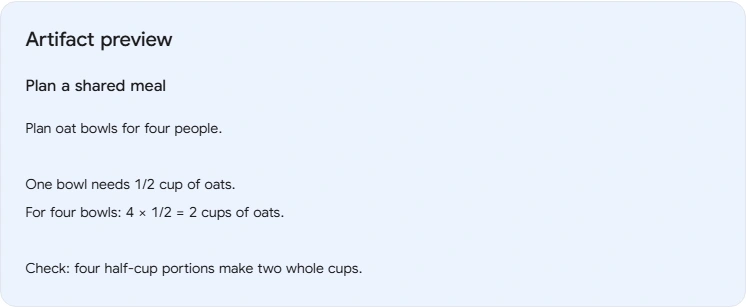 Artifact preview
Plan a shared meal
Plan oat bowls for four people.
One bowl needs 1/2 cup of oats.
For four bowls: 4 × 1/2 = 2 cups of oats.
Check: four half-cup portions make two whole cups.